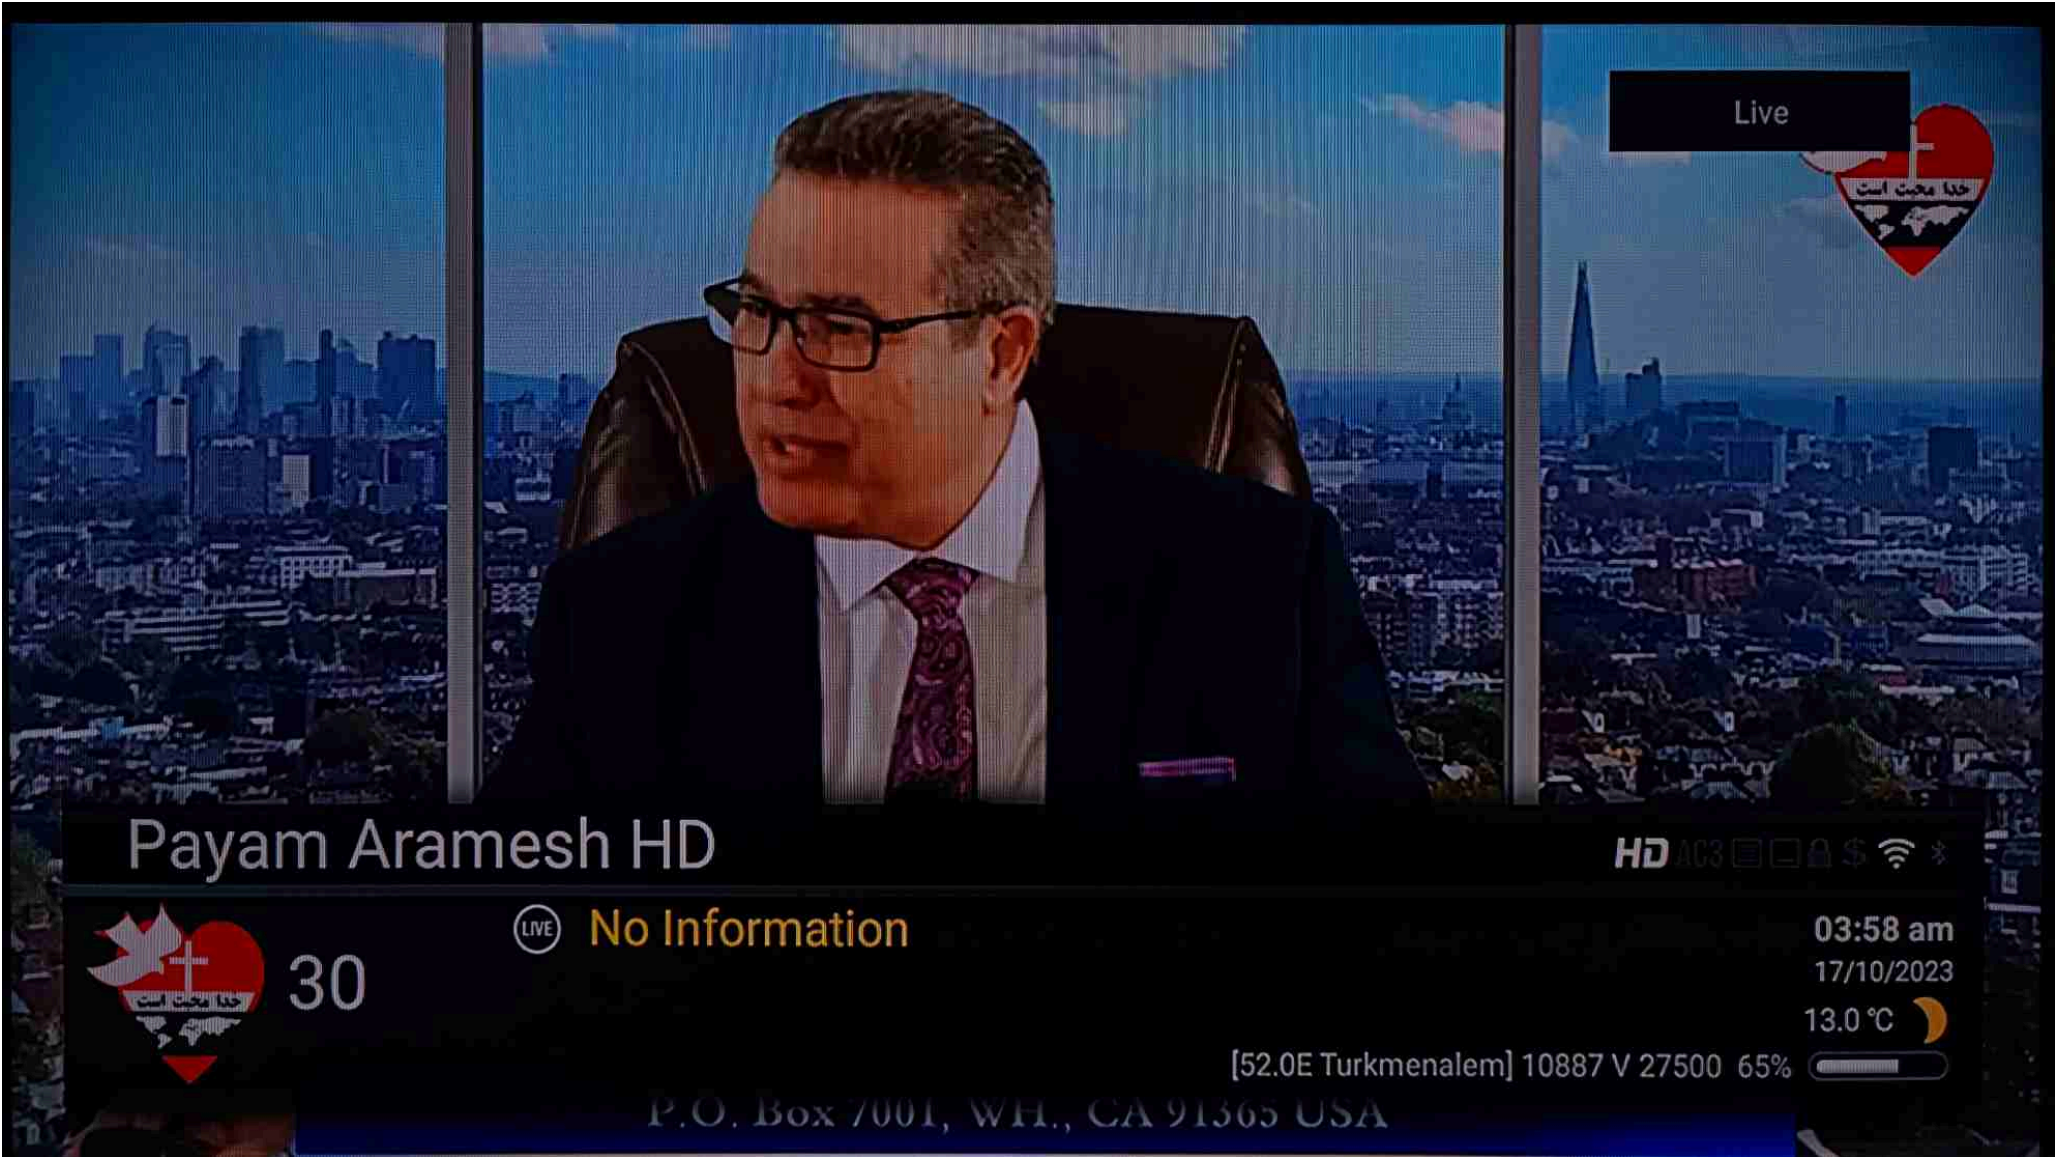 Live
خدا محبت است
Payam Aramesh HD
HD AC3 $
LIVE No Information
03:58 am
30
17/10/2023
13.0 °C
[52.0E Turkmenalem] 10887 V 27500 65%
P.O. Box 7001, WH., CA 91365 USA